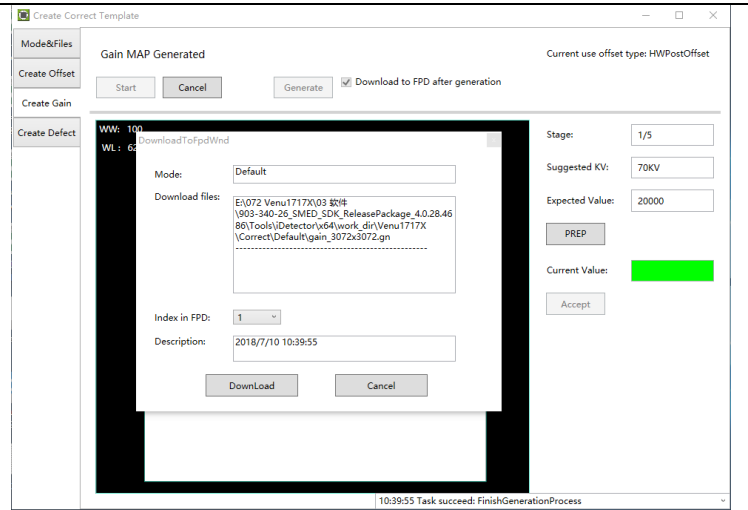 Create Correct Template
Mode&Files
Create Offset
Create Gain
Create Defect
Gain MAP Generated
Current use offset type: HWPostOffset
Start
Cancel
Generate
Download to FPD after generation
WW: 100
WL: 62
DownloadToFpdWnd
Mode:
Default
Download files:
E:\072 Venu1717X\03 软件
\903-340-26_SMED_SDK_ReleasePackage_4.0.28.46
86\Tools\iDetector\x64\work_dir\Venu1717X
\Correct\Default\gain_3072x3072.gn
------------------------------------------------
Index in FPD:
1
Description:
2018/7/10 10:39:55
DownLoad
Cancel
Stage:
1/5
Suggested KV:
70KV
Expected Value:
20000
PREP
Current Value:
Accept
10:39:55 Task succeed: FinishGenerationProcess